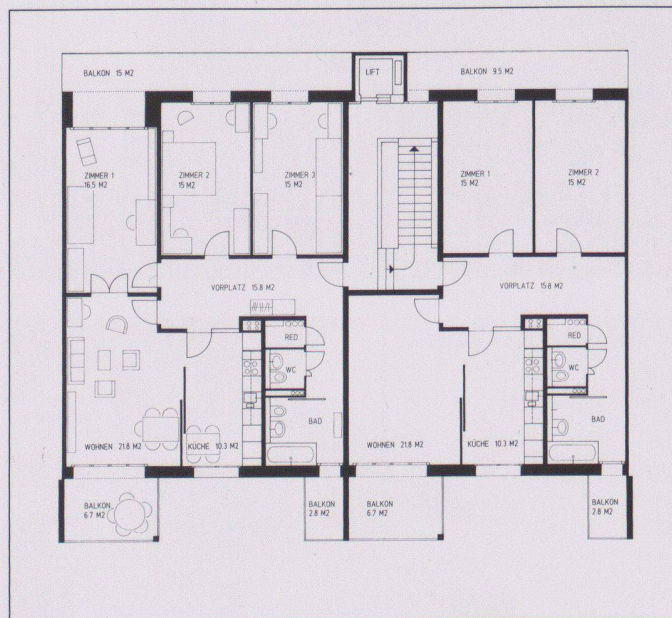 BALKON 15 M2
LIFT
BALKON 9.5 M2
ZIMMER 1
16.5 M2
ZIMMER 2
15 M2
ZIMMER 3
15 M2
ZIMMER 1
15 M2
ZIMMER 2
15 M2
VORPLATZ 15.8 M2
VORPLATZ 15.8 M2
RED
WC
BAD
WOHNEN 21.8 M2
KÜCHE 10.3 M2
RED
WC
BAD
WOHNEN 21.8 M2
KÜCHE 10.3 M2
BALKON
6.7 M2
BALKON
2.8 M2
BALKON
6.7 M2
BALKON
2.8 M2